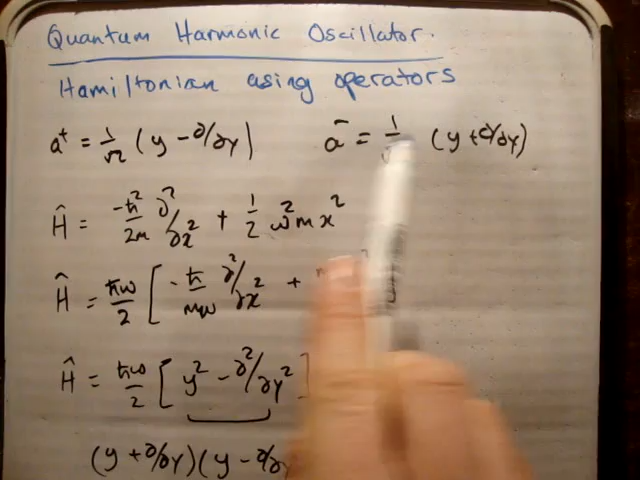 Quantum Harmonic Oscillator.
Hamiltonian using operators
a⁺ = 1/√2 (y - ∂/∂y)    a⁻ = 1/ (y + ∂/∂y)
Ĥ = -ħ²/2m ∂²/∂x² + 1/2 ω²mx²
Ĥ = ħω/2 [ -ħ/mω ∂²/∂x² +
Ĥ = ħω/2 [ y² - ∂²/∂y² ]
(y + ∂/∂y)(y - ∂/∂y